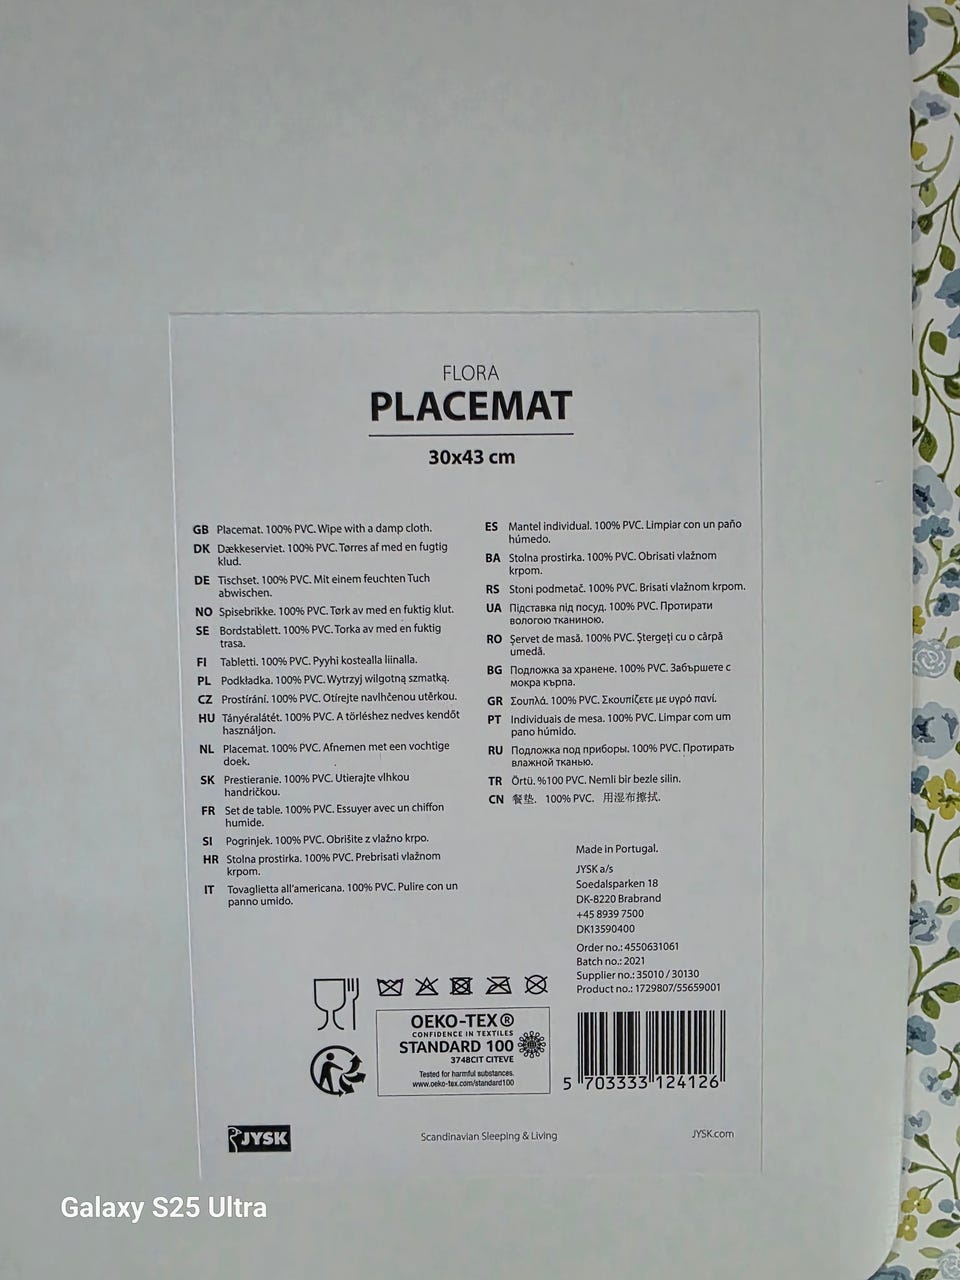 FLORA
PLACEMAT
30x43 cm
GB Placemat. 100% PVC. Wipe with a damp cloth.
DK Dækkeserviet. 100% PVC. Tørres af med en fugtig
klud.
DE Tischset. 100% PVC. Mit einem feuchten Tuch
abwischen.
NO Spisebrikke. 100% PVC. Tørk av med en fuktig klut.
SE Bordstablett. 100% PVC. Torka av med en fuktig
trasa.
FI Tabletti. 100% PVC. Pyyhi kostealla liinalla.
PL Podkładka. 100% PVC. Wytrzyj wilgotną szmatką.
CZ Prostírání. 100% PVC. Otírejte navlhčenou utěrkou.
HU Tányéralátét. 100% PVC. A törléshez nedves kendőt
használjon.
NL Placemat. 100% PVC. Afnemen met een vochtige
doek.
SK Prestieranie. 100% PVC. Utierajte vlhkou
handričkou.
FR Set de table. 100% PVC. Essuyer avec un chiffon
humide.
SI Pogrinjek. 100% PVC. Obrišite z vlažno krpo.
HR Stolna prostirka. 100% PVC. Prebrisati vlažnom
krpom.
IT Tovaglietta all'americana. 100% PVC. Pulire con un
panno umido.
ES Mantel individual. 100% PVC. Limpiar con un paño
húmedo.
BA Stolna prostirka. 100% PVC. Obrisati vlažnom
krpom.
RS Stoni podmetač. 100% PVC. Brisati vlažnom krpom.
UA Підставка під посуд. 100% PVC. Протирати
вологою тканиною.
RO Şervet de masă. 100% PVC. Ştergeţi cu o cârpă
umedă.
BG Подложка за хранене. 100% PVC. Забършете с
мокра кърпа.
GR Σουπλά. 100% PVC. Σκουπίζετε με υγρό πανί.
PT Individuais de mesa. 100% PVC. Limpar com um
pano húmido.
RU Подложка под приборы. 100% PVC. Протирать
влажной тканью.
TR Örtü. %100 PVC. Nemli bir bezle silin.
CN 餐垫. 100% PVC. 用湿布擦拭.
Made in Portugal.
JYSK a/s
Soedalsparken 18
DK-8220 Brabrand
+45 8939 7500
DK13590400
Order no.: 4550631061
Batch no.: 2021
Supplier no.: 35010 / 30130
Product no.: 1729807/55659001
OEKO-TEX®
CONFIDENCE IN TEXTILES
STANDARD 100
3748CIT CITEVE
Tested for harmful substances.
www.oeko-tex.com/standard100
5 703333 124126
JYSK
Scandinavian Sleeping & Living
JYSK.com
Galaxy S25 Ultra